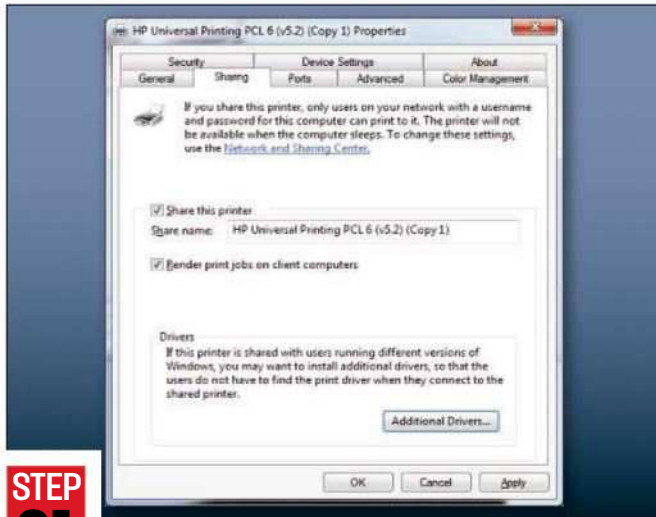 HP Universal Printing PCL 6 (v5.2) (Copy 1) Properties
Security Device Settings About
General Sharing Ports Advanced Color Management
If you share this printer, only users on your network with a username
and password for this computer can print to it. The printer will not
be available when the computer sleeps. To change these settings,
use the Network and Sharing Center.
Share this printer
Share name: HP Universal Printing PCL 6 (v5.2) (Copy 1)
Render print jobs on client computers
Drivers
If this printer is shared with users running different versions of
Windows, you may want to install additional drivers, so that the
users do not have to find the print driver when they connect to the
shared printer.
Additional Drivers...
OK Cancel Apply
STEP